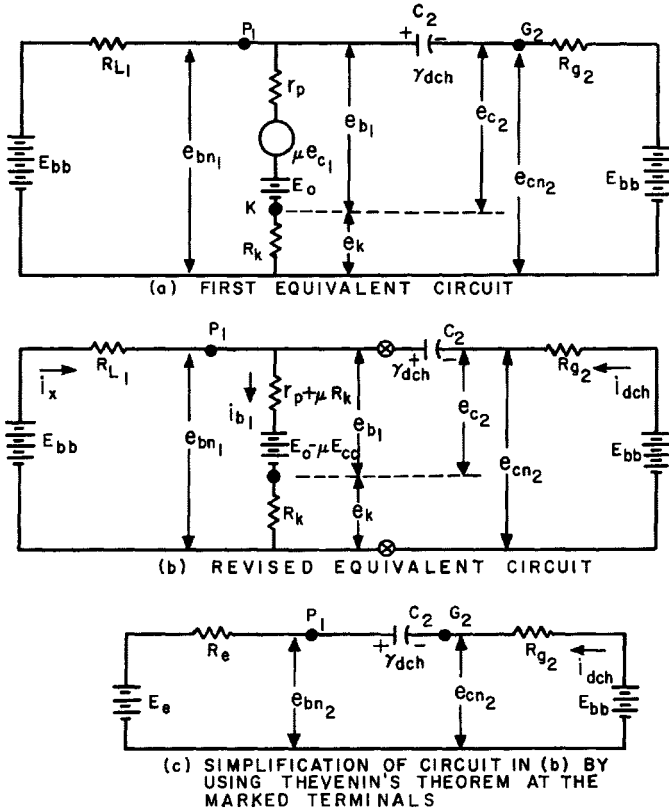 C2
+ -
P1
G2
RL1
γdch
Rg2
rp
eb1
ec2
ebn1
μec1
ecn2
Ebb
Eo
Ebb
K
Rk
ek
(a) FIRST EQUIVALENT CIRCUIT
P1
C2
ix
RL1
γdch
+ -
Rg2
idch
ib1
rp+μRk
ec2
eb1
ebn1
Ebb
Eo-μEcc
ecn2
Ebb
Rk
ek
(b) REVISED EQUIVALENT CIRCUIT
P1
C2
G2
Re
+ -
γdch
Rg2
idch
Ee
ebn2
ecn2
Ebb
(c) SIMPLIFICATION OF CIRCUIT IN (b) BY
USING THEVENIN'S THEOREM AT THE
MARKED TERMINALS